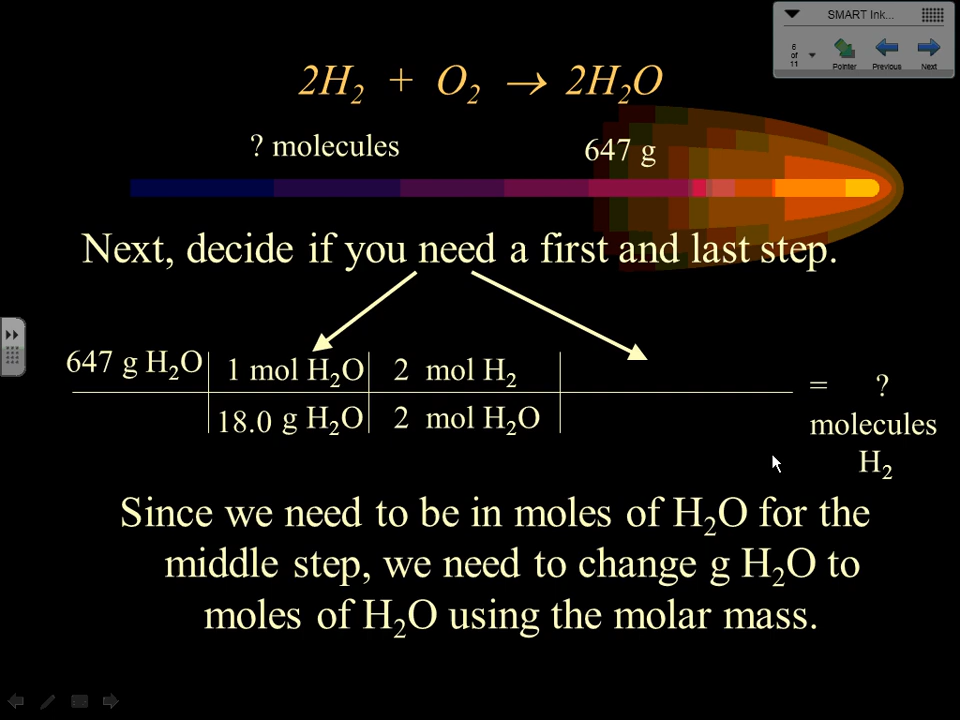 SMART Ink...
6
of
11
Pointer Previous Next
2H₂ + O₂ → 2H₂O
? molecules 647 g
Next, decide if you need a first and last step.
647 g H₂O 1 mol H₂O 2 mol H₂
18.0 g H₂O 2 mol H₂O
= ?
molecules
H₂
Since we need to be in moles of H₂O for the
middle step, we need to change g H₂O to
moles of H₂O using the molar mass.